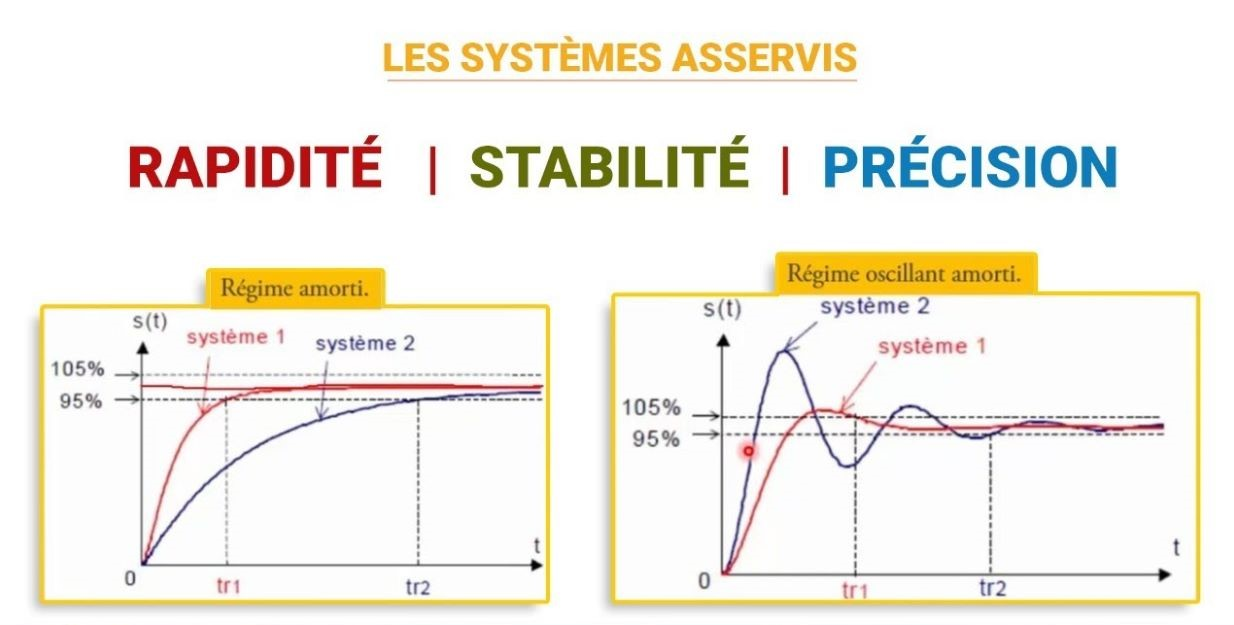 LES SYSTÈMES ASSERVIS
RAPIDITÉ | STABILITÉ | PRÉCISION
Régime amorti.
s(t)
système 1
système 2
105%
95%
t
0
tr1
tr2
Régime oscillant amorti.
s(t)
système 2
système 1
105%
95%
t
0
tr1
tr2